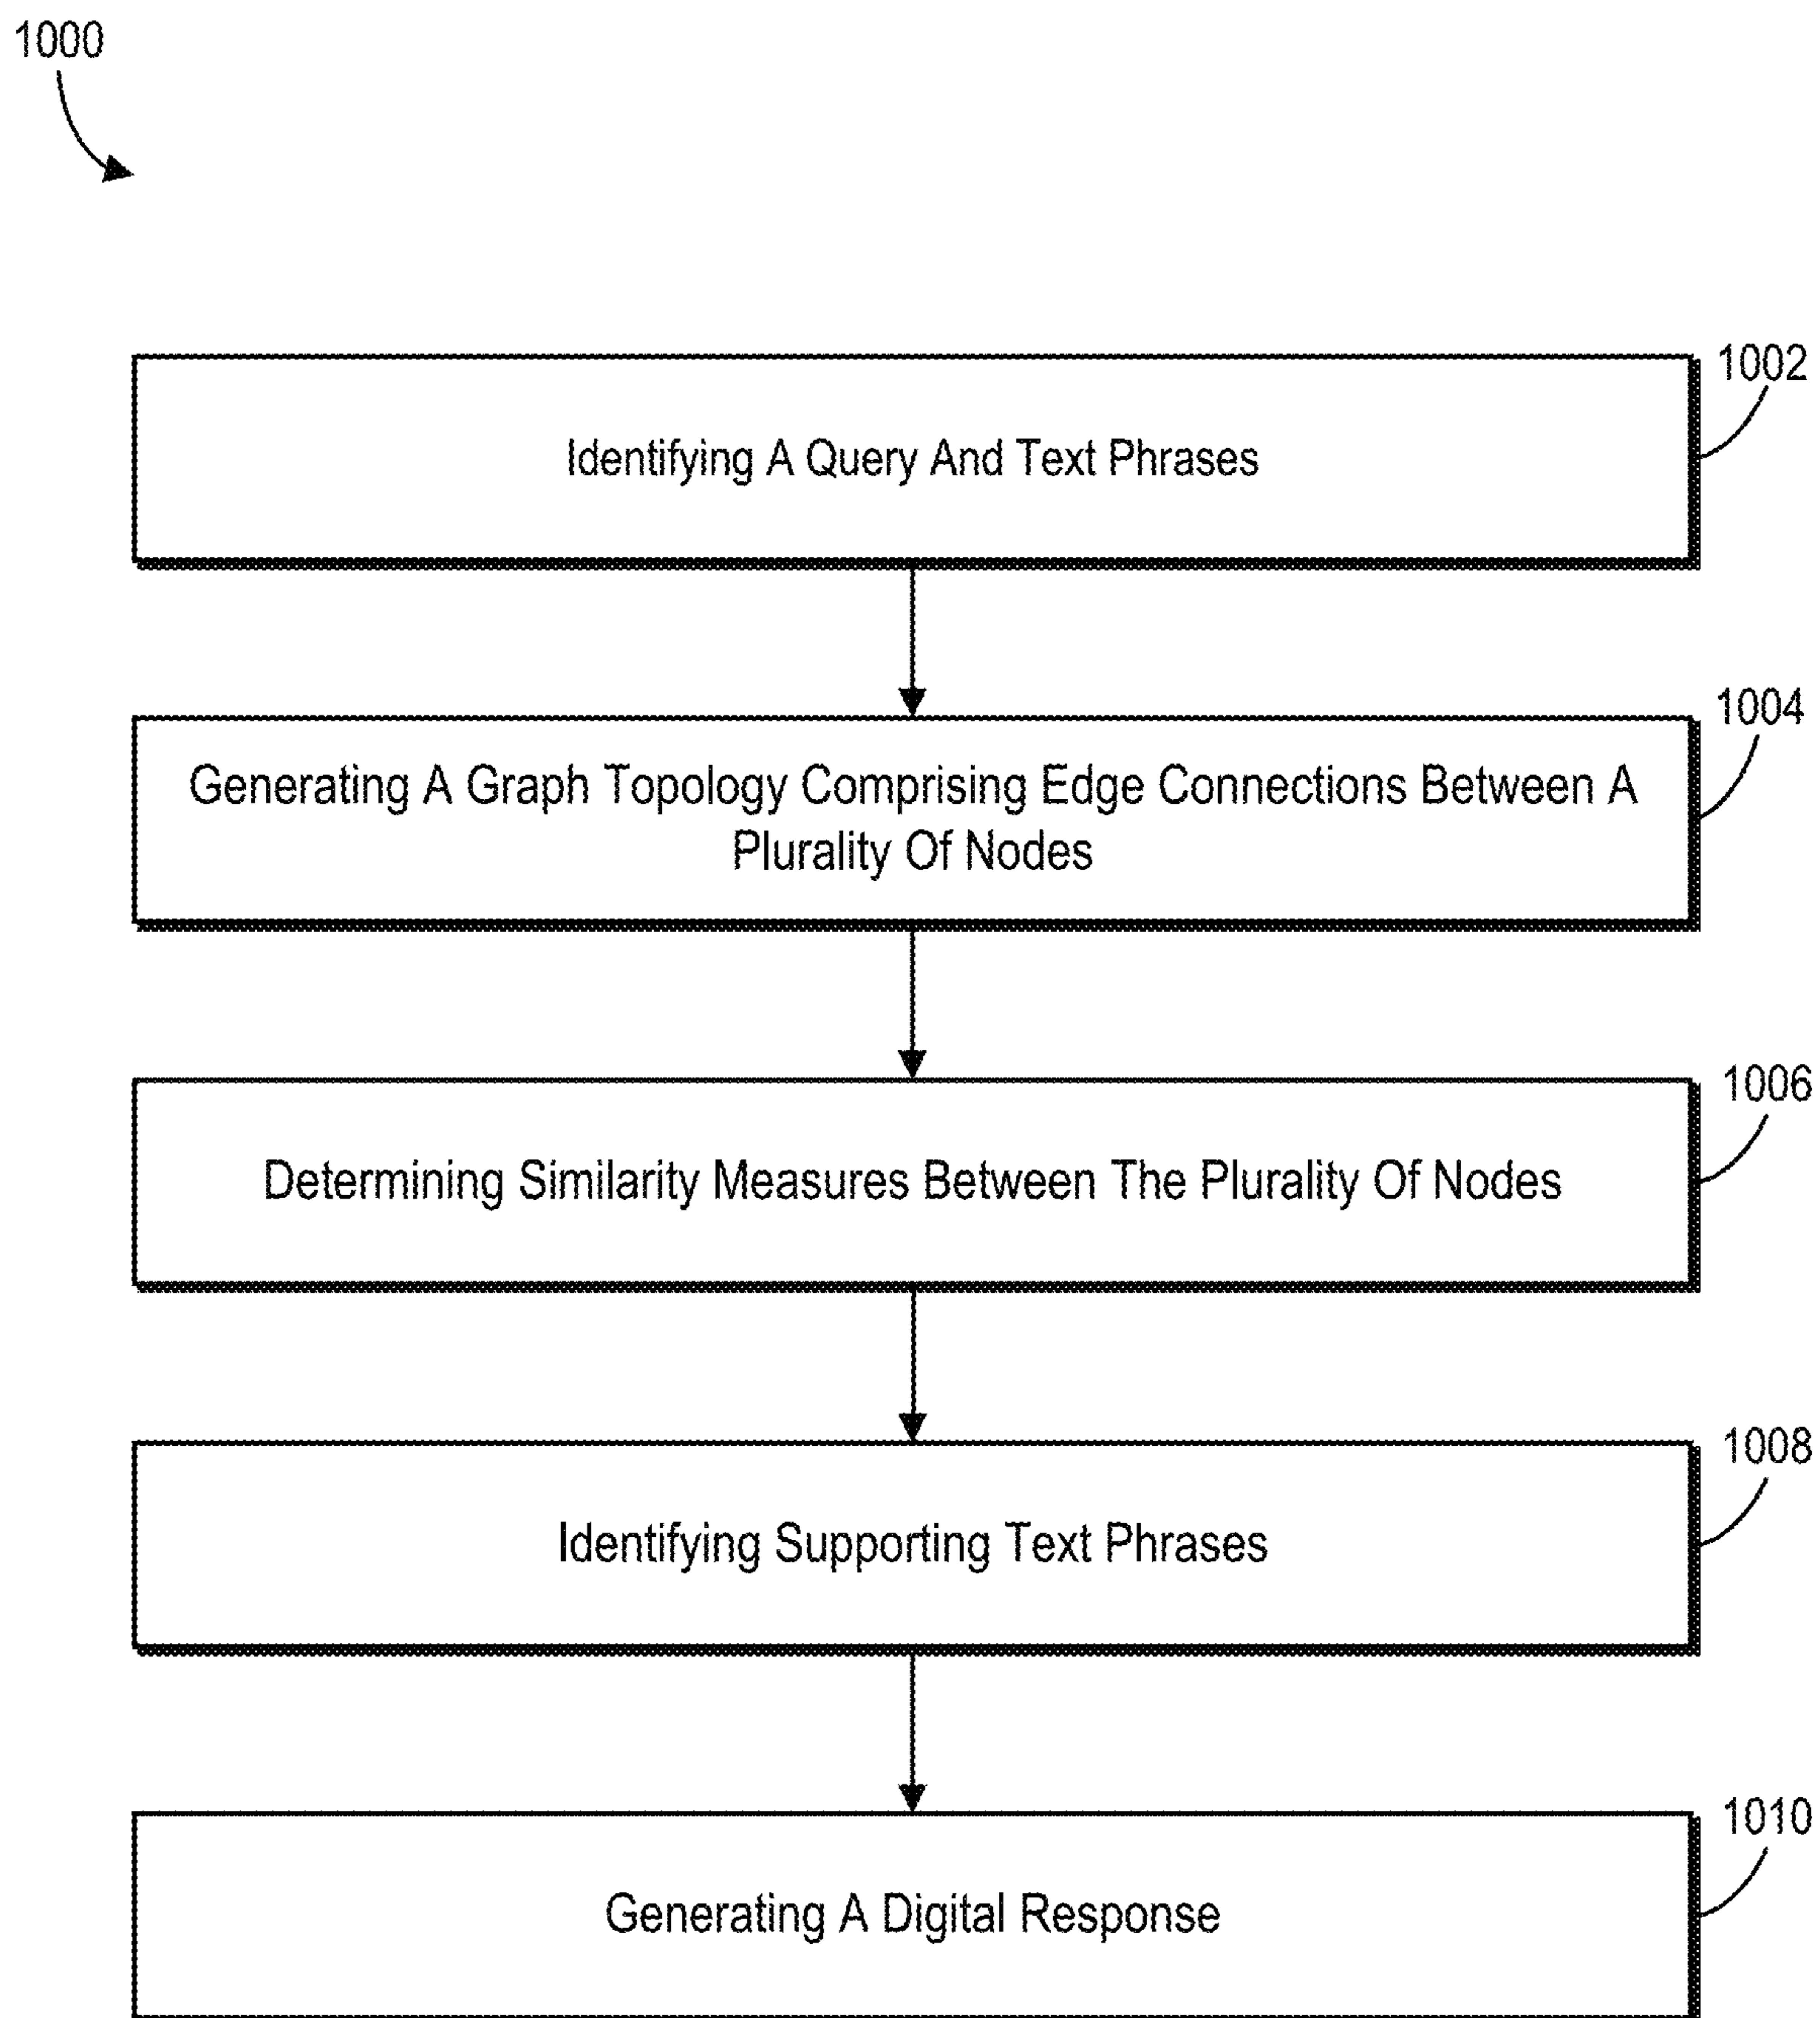 1000
1002
Identifying A Query And Text Phrases
1004
Generating A Graph Topology Comprising Edge Connections Between A
Plurality Of Nodes
1006
Determining Similarity Measures Between The Plurality Of Nodes
1008
Identifying Supporting Text Phrases
1010
Generating A Digital Response